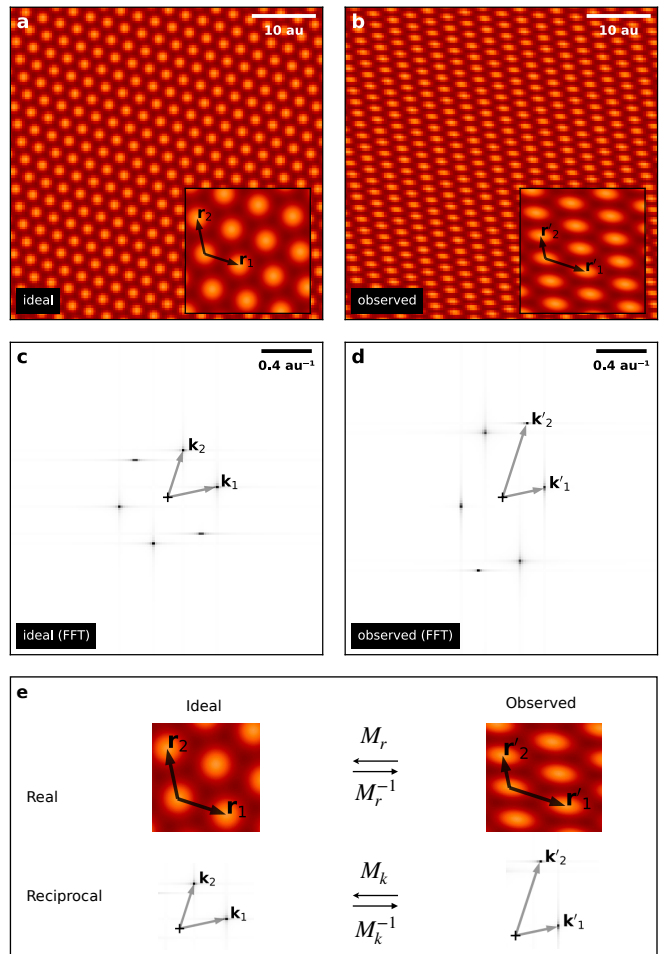 a
10 au
r₂
r₁
ideal
b
10 au
r′₂
r′₁
observed
c
0.4 au⁻¹
k₂
k₁
ideal (FFT)
d
0.4 au⁻¹
k′₂
k′₁
observed (FFT)
e
Ideal
Observed
Real
r₂
r₁
Mᵣ
Mᵣ⁻¹
r′₂
r′₁
Reciprocal
k₂
k₁
Mₖ
Mₖ⁻¹
k′₂
k′₁